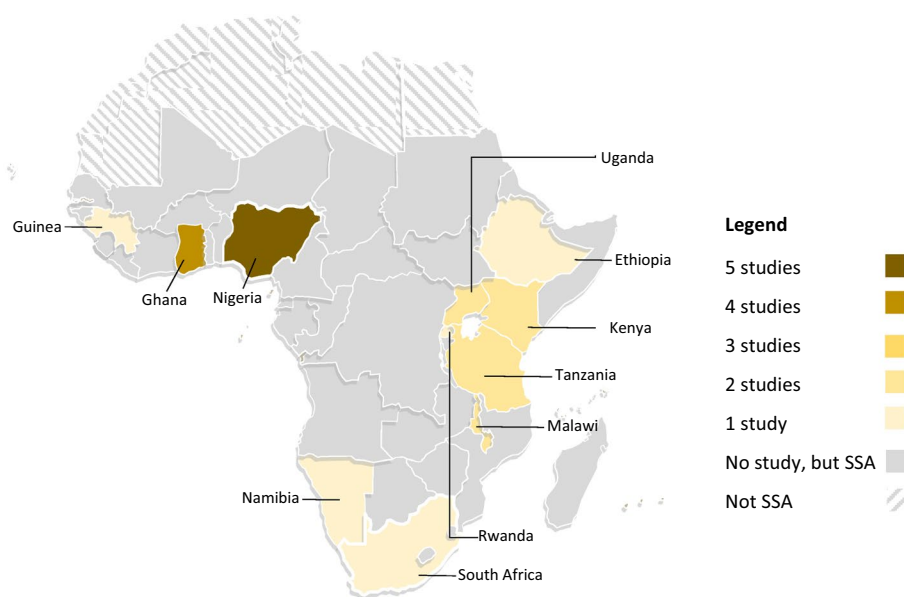 Uganda
Guinea
Ethiopia
Ghana
Nigeria
Kenya
Tanzania
Malawi
Namibia
Rwanda
South Africa
Legend
5 studies
4 studies
3 studies
2 studies
1 study
No study, but SSA
Not SSA